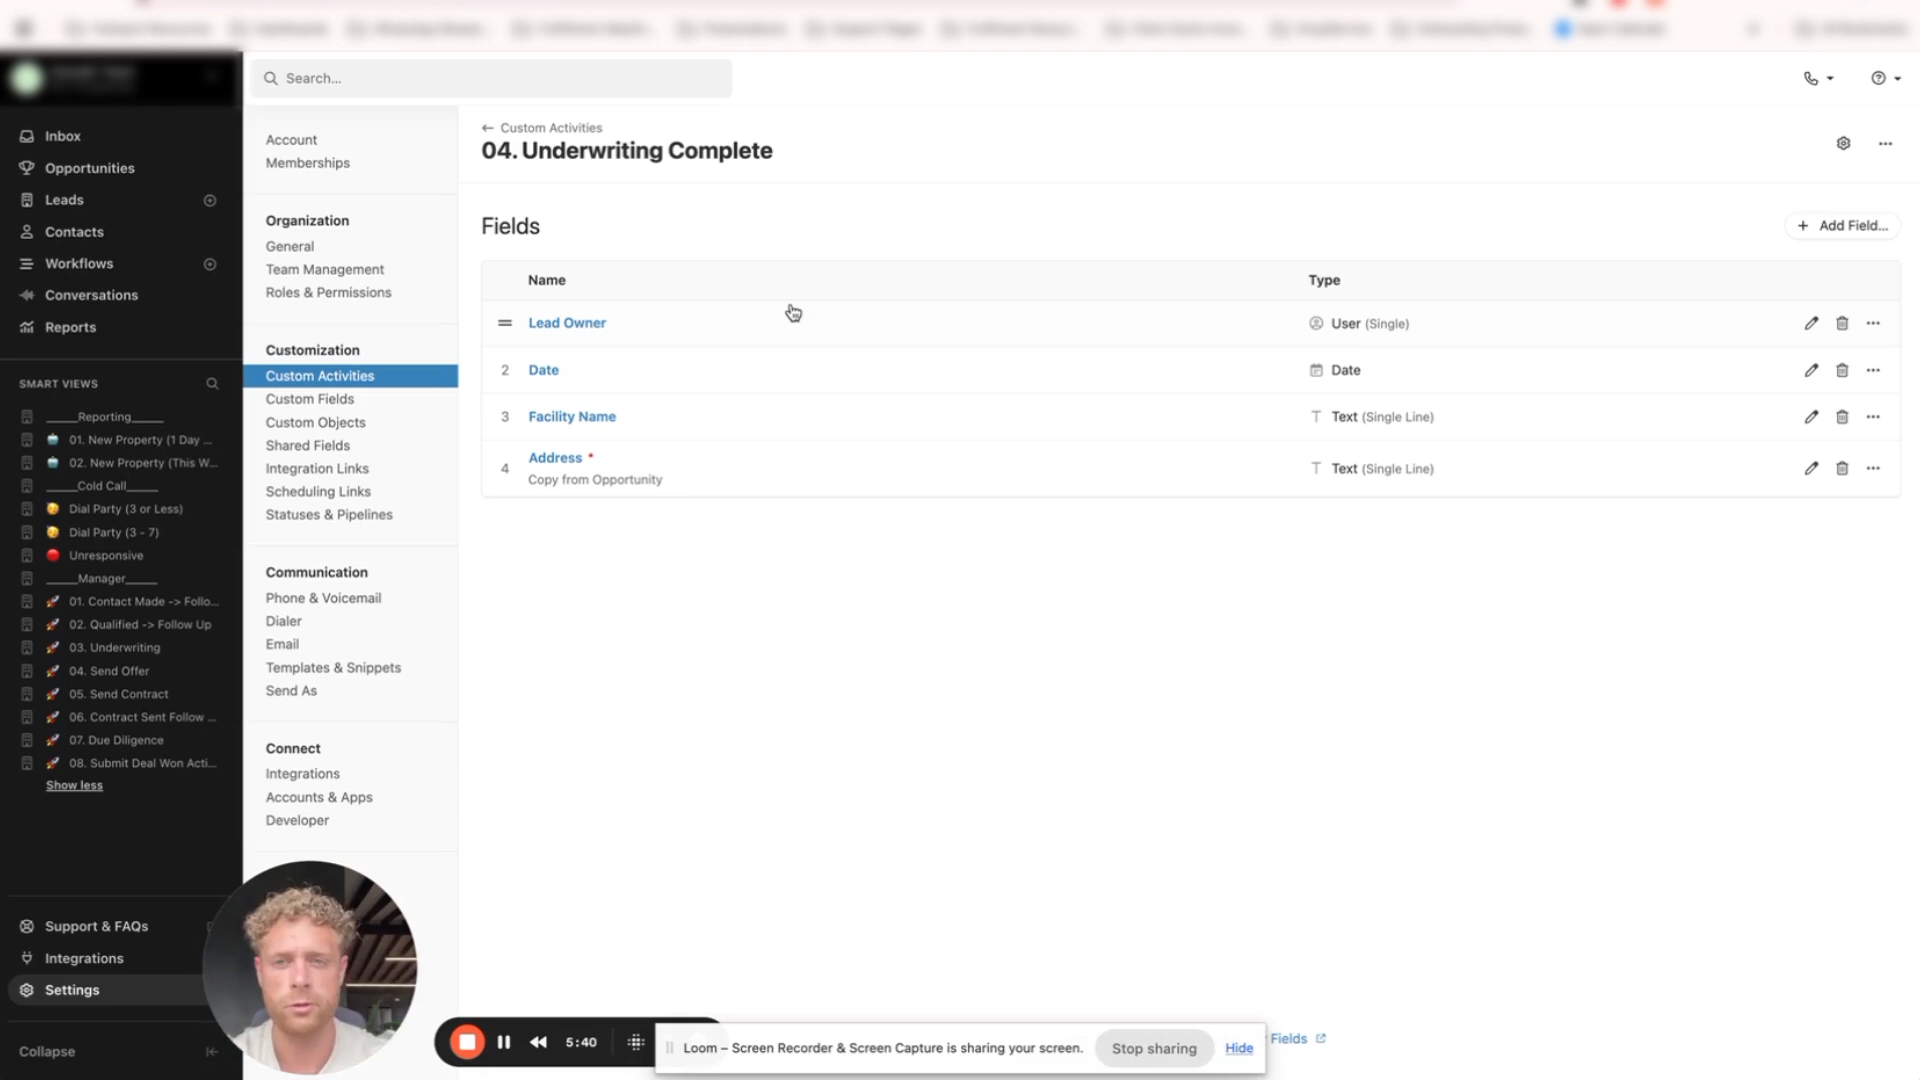 Search...
Inbox
Opportunities
Leads
Contacts
Workflows
Conversations
Reports
SMART VIEWS
_____Reporting_____
01. New Property (1 Day ...
02. New Property (This W...
_____Cold Call_____
Dial Party (3 or Less)
Dial Party (3 - 7)
Unresponsive
_____Manager_____
01. Contact Made -> Follo...
02. Qualified -> Follow Up
03. Underwriting
04. Send Offer
05. Send Contract
06. Contract Sent Follow ...
07. Due Diligence
08. Submit Deal Won Acti...
Show less
Support & FAQs
Integrations
Settings
Collapse
Account
Memberships
Organization
General
Team Management
Roles & Permissions
Customization
Custom Activities
Custom Fields
Custom Objects
Shared Fields
Integration Links
Scheduling Links
Statuses & Pipelines
Communication
Phone & Voicemail
Dialer
Email
Templates & Snippets
Send As
Connect
Integrations
Accounts & Apps
Developer
← Custom Activities
04. Underwriting Complete
Fields
+ Add Field...
Name Type
Lead Owner User (Single)
2 Date Date
3 Facility Name Text (Single Line)
4 Address * Text (Single Line)
Copy from Opportunity
Fields
5:40
Loom – Screen Recorder & Screen Capture is sharing your screen. Stop sharing Hide